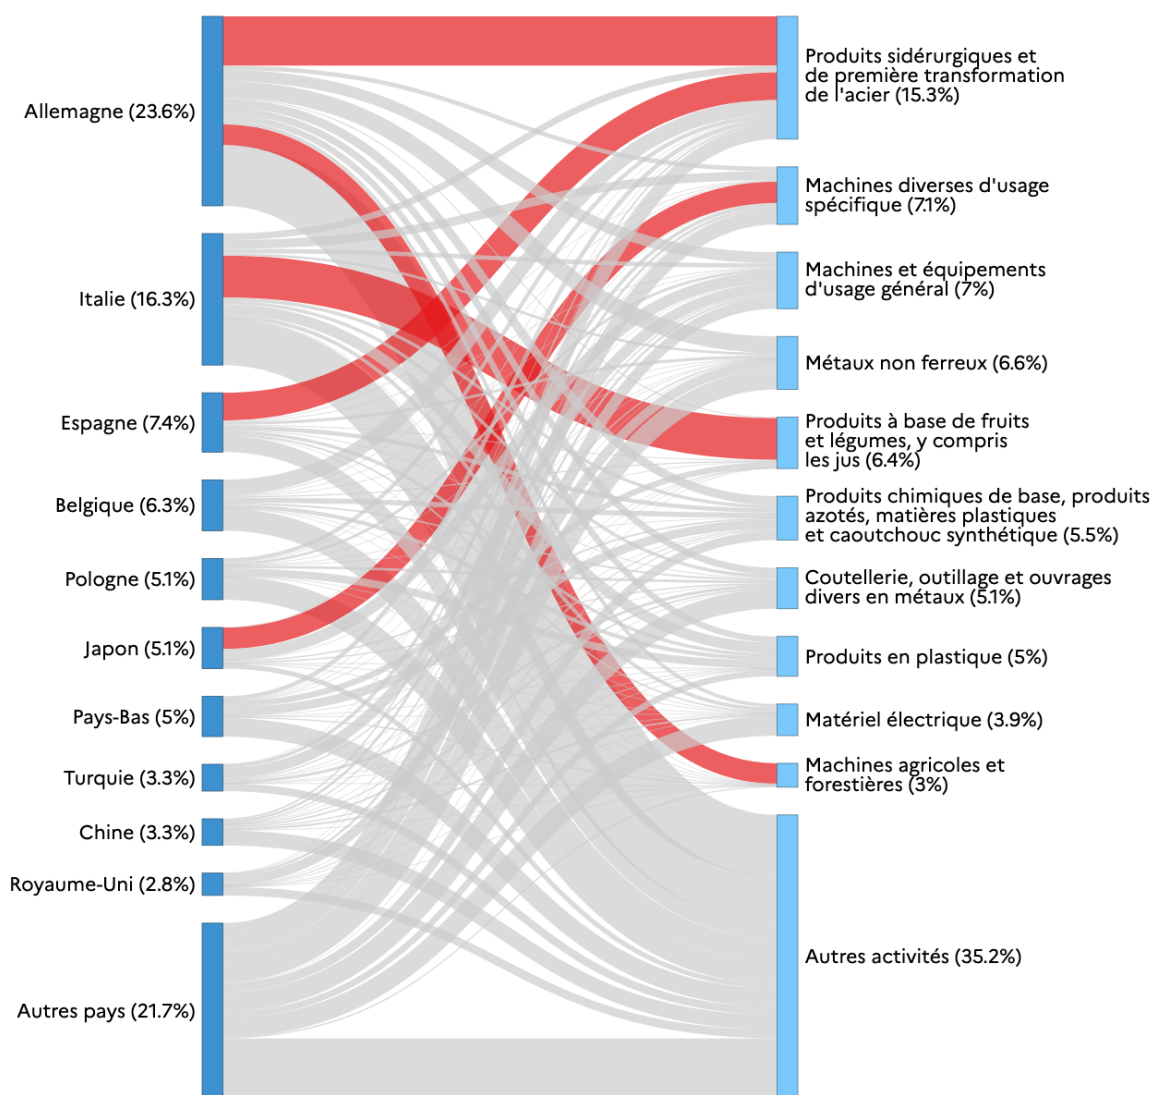 Allemagne (23.6%)
Italie (16.3%)
Espagne (7.4%)
Belgique (6.3%)
Pologne (5.1%)
Japon (5.1%)
Pays-Bas (5%)
Turquie (3.3%)
Chine (3.3%)
Royaume-Uni (2.8%)
Autres pays (21.7%)
Produits sidérurgiques et
de première transformation
de l'acier (15.3%)
Machines diverses d'usage
spécifique (7.1%)
Machines et équipements
d'usage général (7%)
Métaux non ferreux (6.6%)
Produits à base de fruits
et légumes, y compris
les jus (6.4%)
Produits chimiques de base, produits
azotés, matières plastiques
et caoutchouc synthétique (5.5%)
Coutellerie, outillage et ouvrages
divers en métaux (5.1%)
Produits en plastique (5%)
Matériel électrique (3.9%)
Machines agricoles et
forestières (3%)
Autres activités (35.2%)